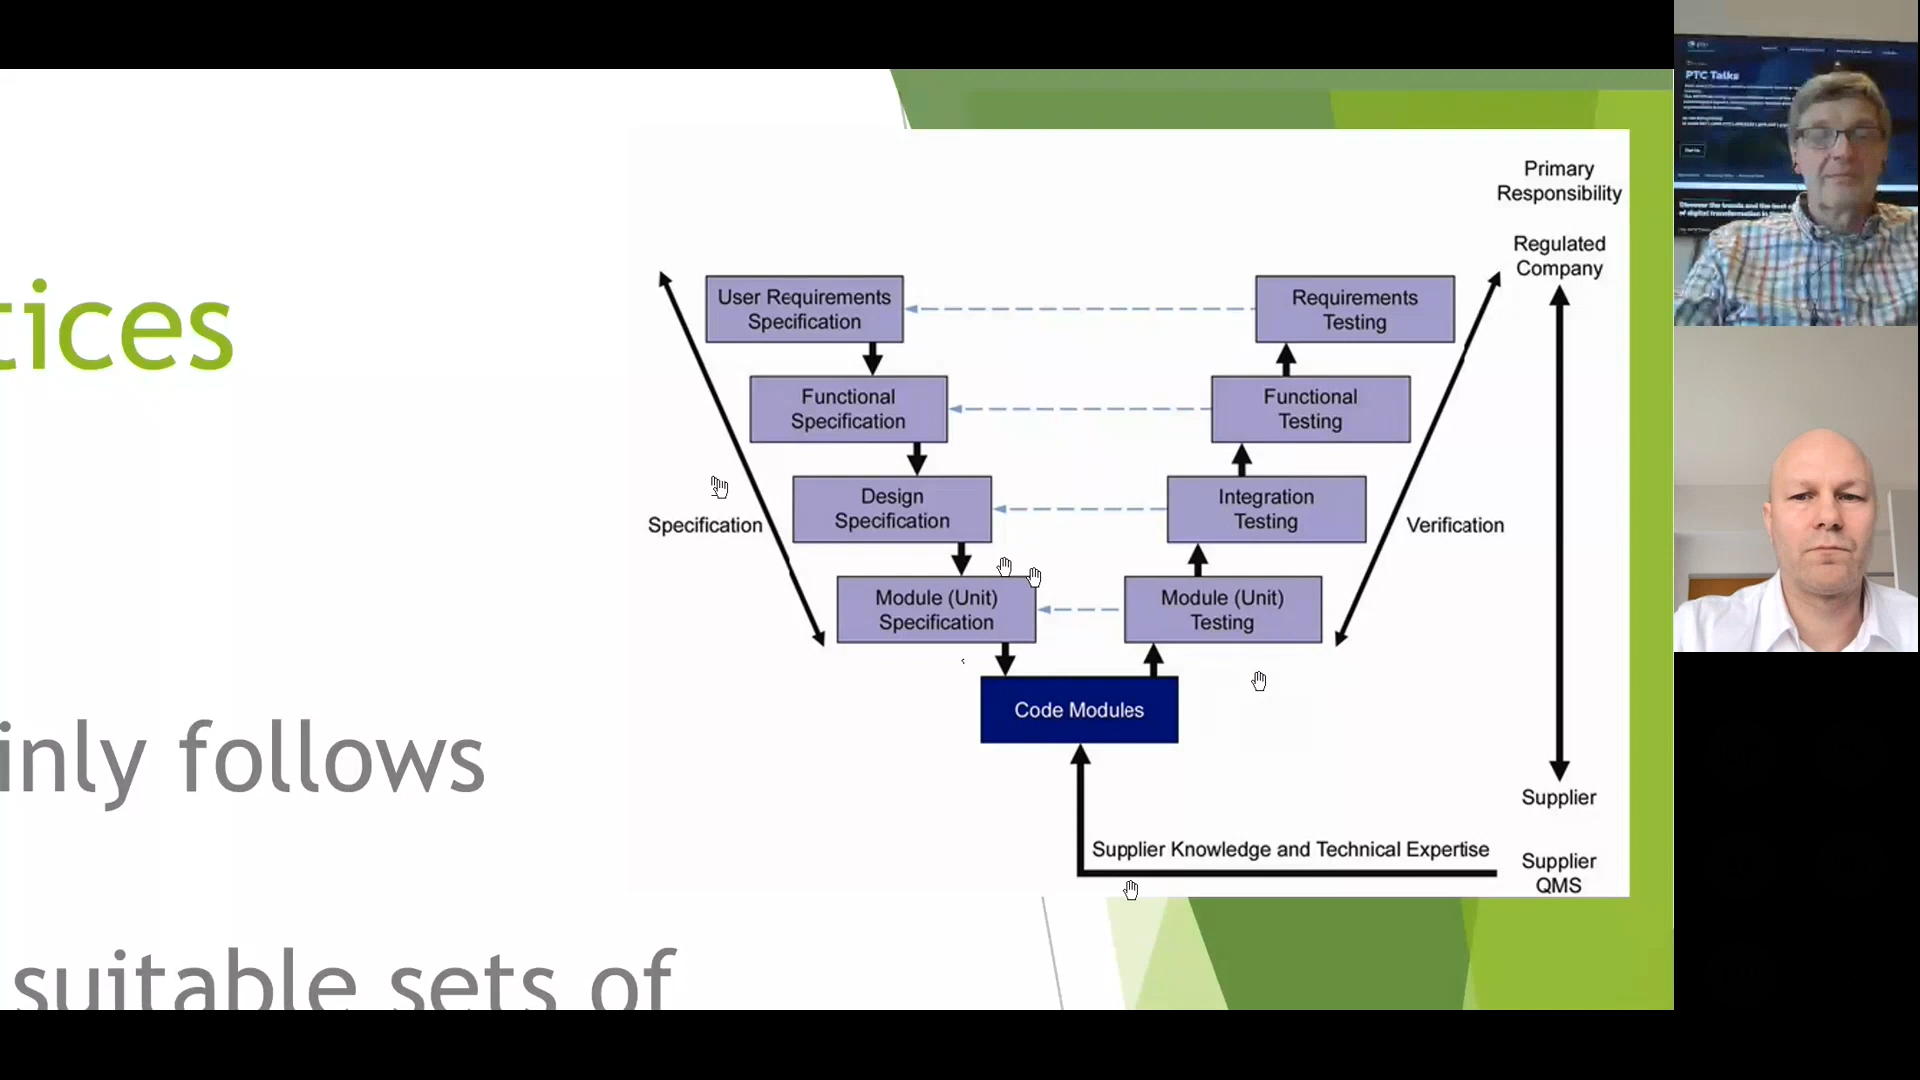 tices
inly follows
suitable sets of
Primary
Responsibility
Regulated
Company
User Requirements
Specification
Requirements
Testing
Functional
Specification
Functional
Testing
Design
Specification
Integration
Testing
Specification
Verification
Module (Unit)
Specification
Module (Unit)
Testing
Code Modules
Supplier
Supplier Knowledge and Technical Expertise
Supplier
QMS
PTC Talks